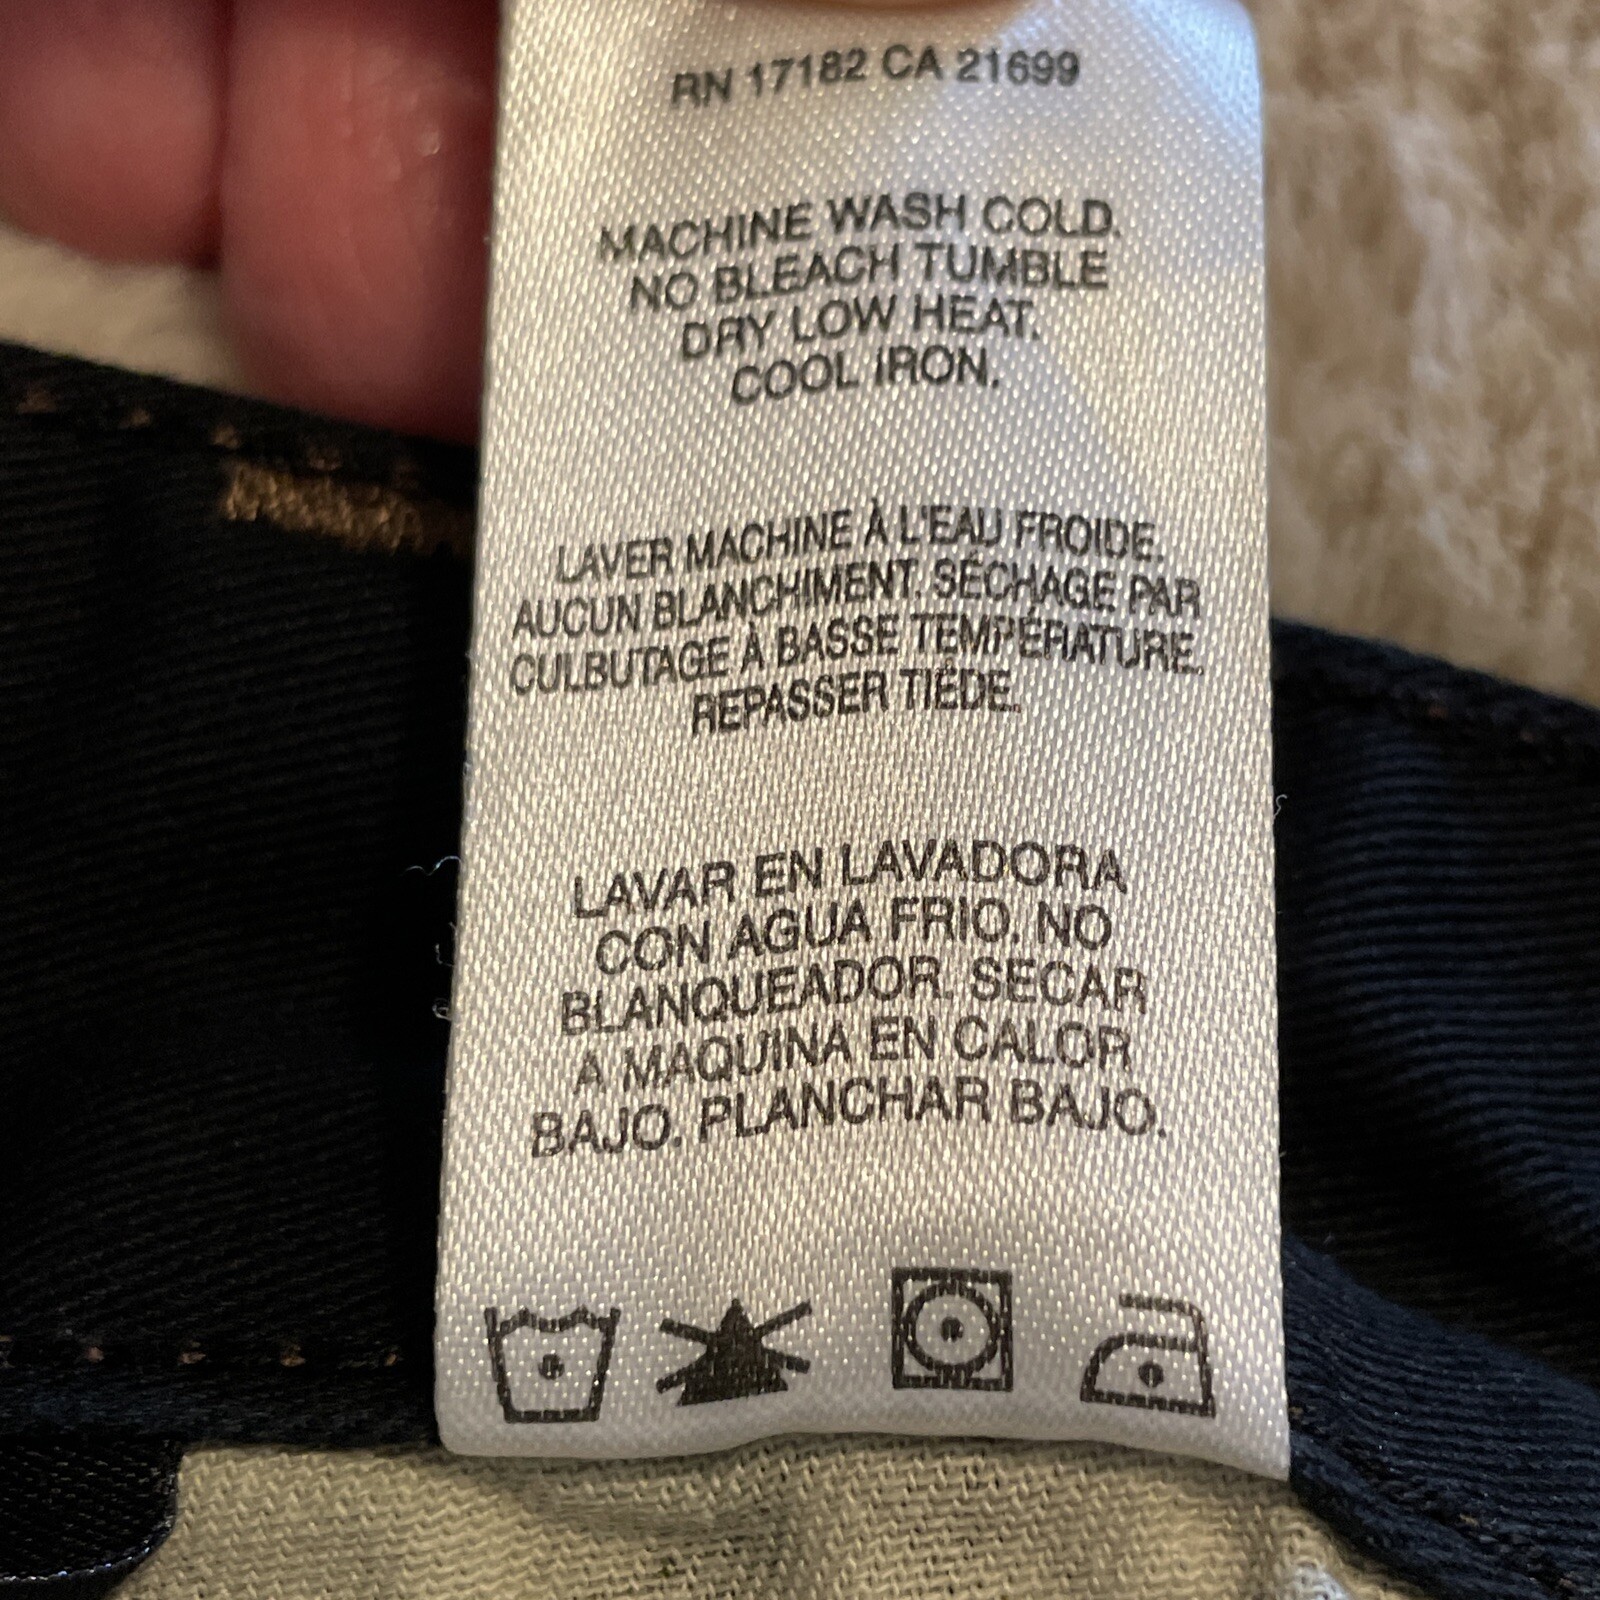 RN 17182 CA 21699
MACHINE WASH COLD.
NO BLEACH TUMBLE
DRY LOW HEAT.
COOL IRON.
LAVER MACHINE À L'EAU FROIDE.
AUCUN BLANCHIMENT. SÉCHAGE PAR
CULBUTAGE À BASSE TEMPÉRATURE.
REPASSER TIÉDE.
LAVAR EN LAVADORA
CON AGUA FRIO. NO
BLANQUEADOR. SECAR
A MAQUINA EN CALOR
BAJO. PLANCHAR BAJO.